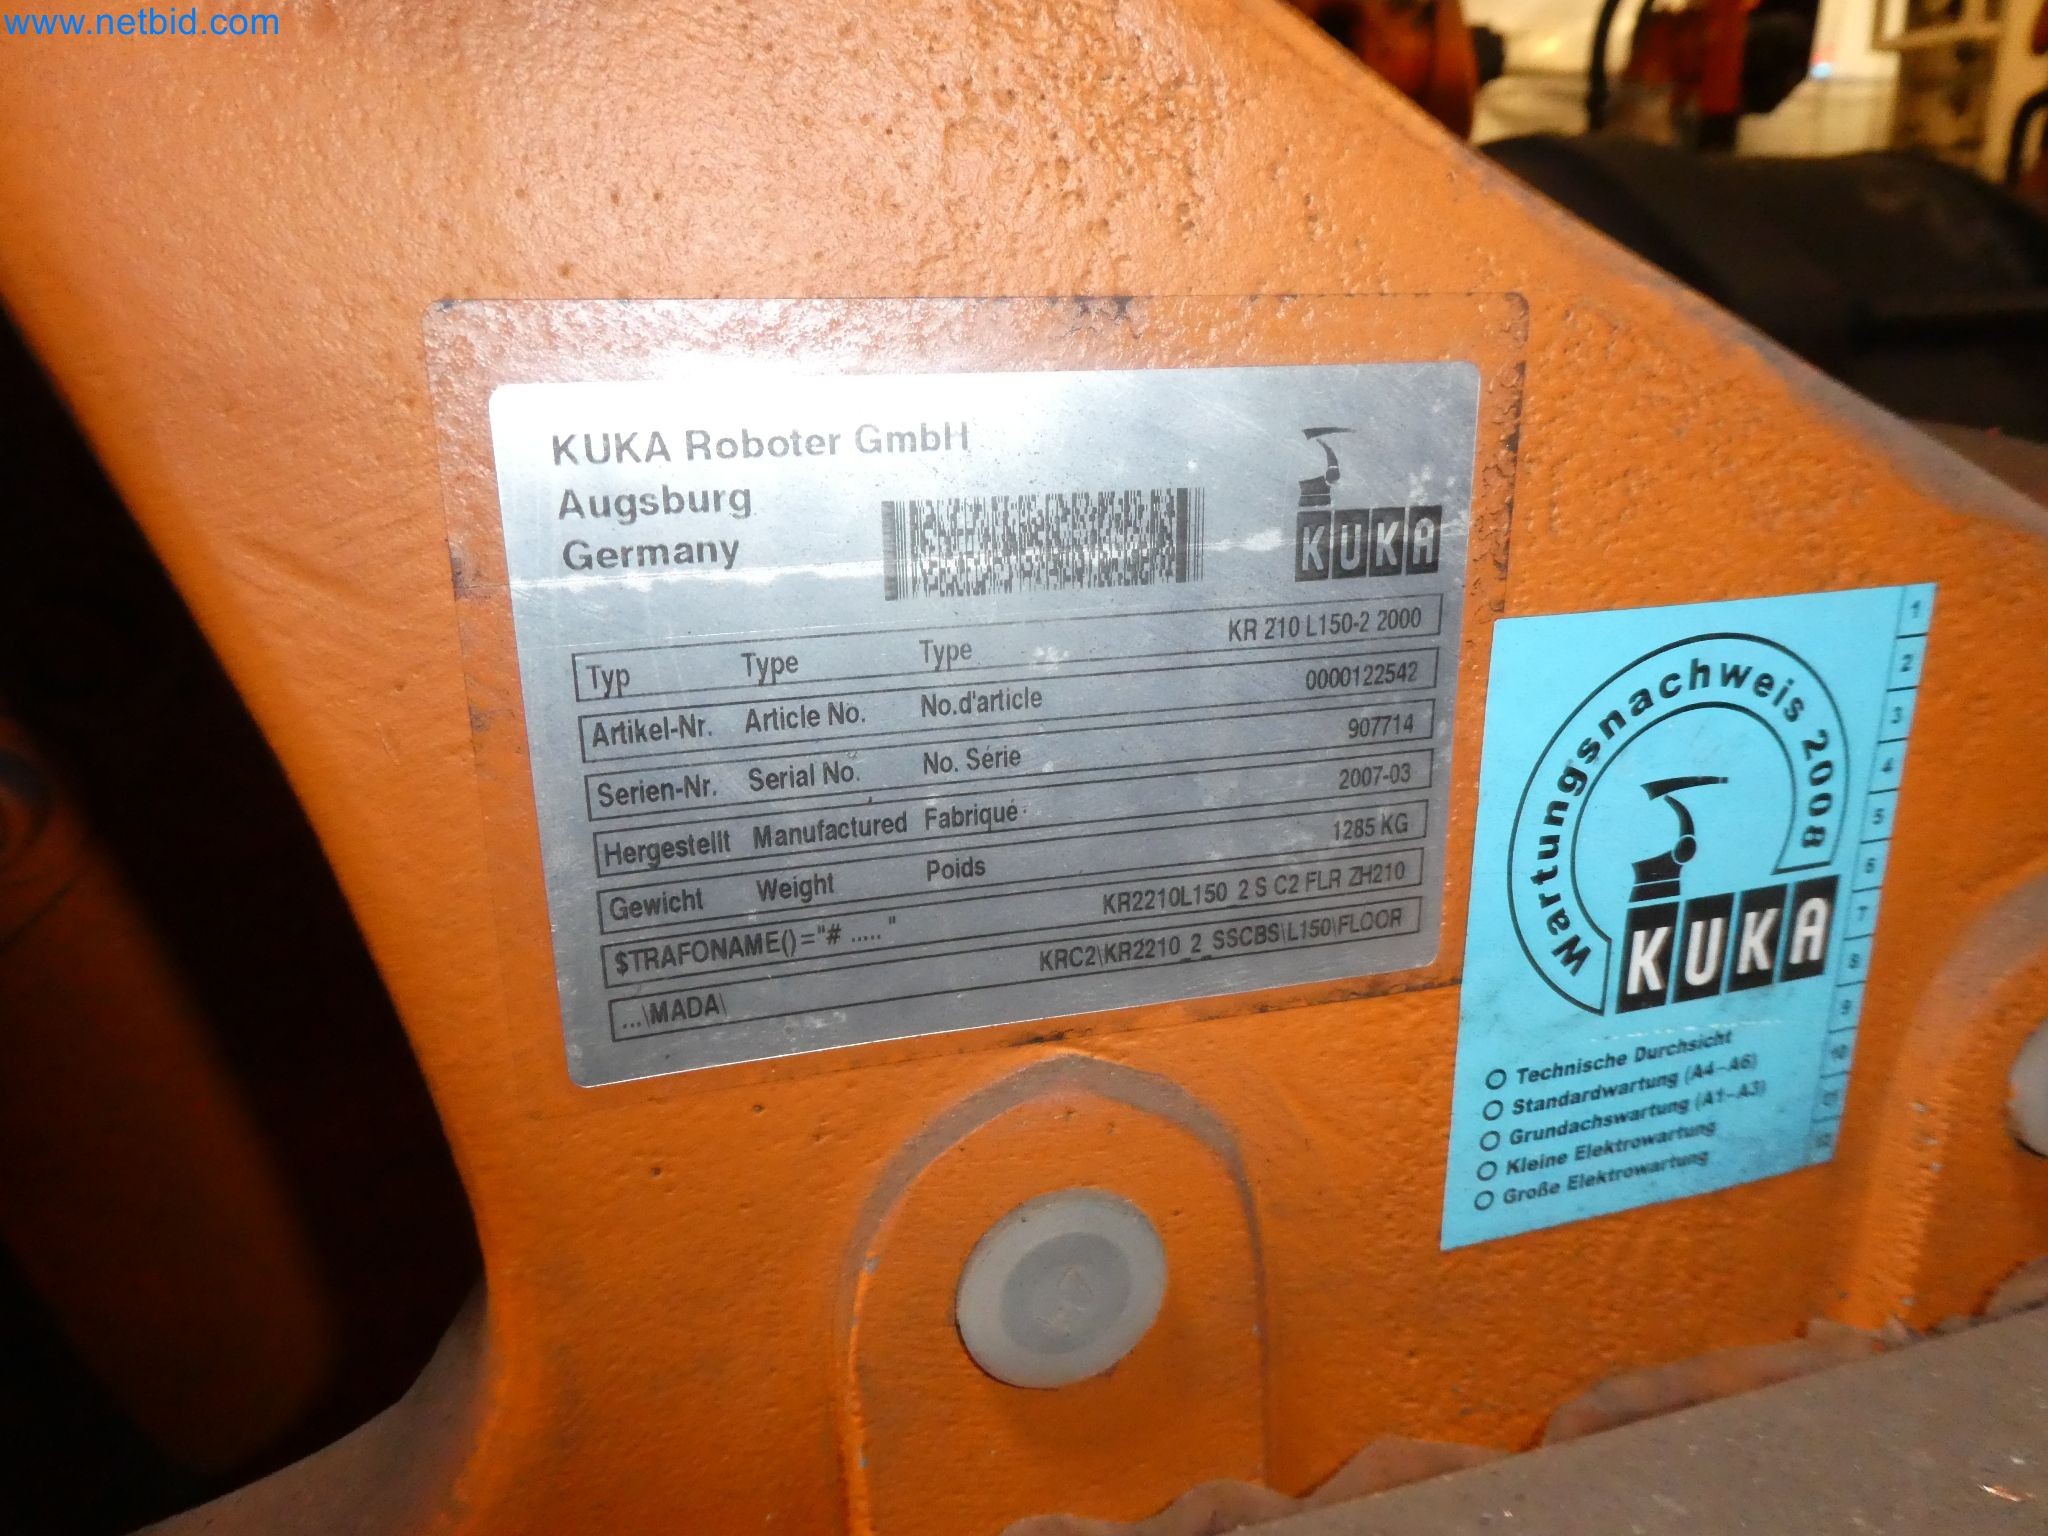 www.netbid.com
KUKA Roboter GmbH
Augsburg
Germany
KUKA
Typ Type Type KR 210 L150-2 2000
Artikel-Nr. Article No. No.d'article 0000122542
Serien-Nr. Serial No. No. Série 907714
Hergestellt Manufactured Fabriqué 2007-03
Gewicht Weight Poids 1285 KG
$TRAFONAME()="# ..... " KR2210L150 2 S C2 FLR ZH210
...\MADA\ KRC2\KR2210_2_SSCBS\L150\FLOOR
Wartungsnachweis 2008
KUKA
Technische Durchsicht
Standardwartung (A4–A6)
Grundachswartung (A1–A3)
Kleine Elektrowartung
Große Elektrowartung
1
2
3
4
5
6
7
8
9
10
11
12